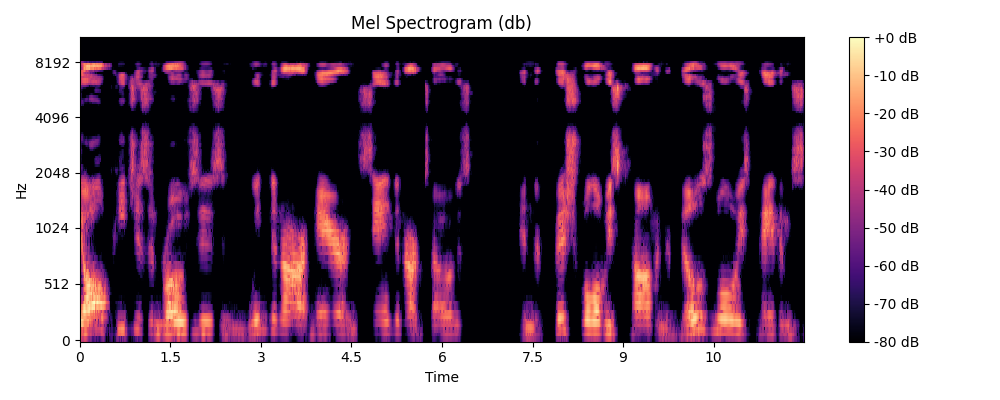 Mel Spectrogram (db)
8192
4096
2048
1024
512
0
Hz
0 1.5 3 4.5 6 7.5 9 10
Time
+0 dB
-10 dB
-20 dB
-30 dB
-40 dB
-50 dB
-60 dB
-70 dB
-80 dB